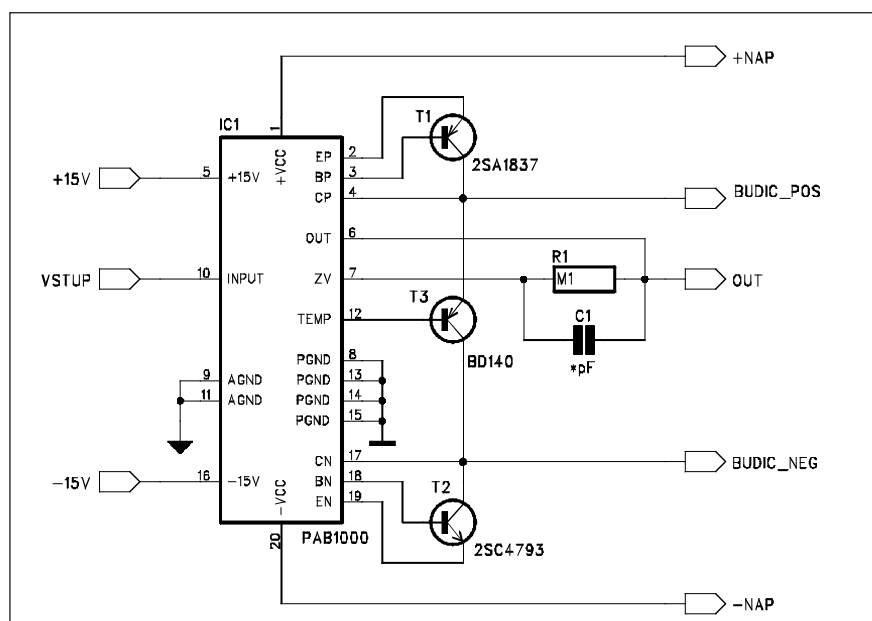 +NAP
IC1
T1
1
+VCC
EP 2
2SA1837
+15V
5
+15V
BP 3
CP 4
BUDIC_POS
OUT 6
R1
VSTUP
10
INPUT
ZV 7
M1
OUT
T3
TEMP 12
C1
*pF
BD140
PGND 8
9
AGND
PGND 13
11
AGND
PGND 14
PGND 15
CN 17
BUDIC_NEG
-15V
16
-15V
BN 18
T2
EN 19
-VCC
20
PAB1000
2SC4793
-NAP